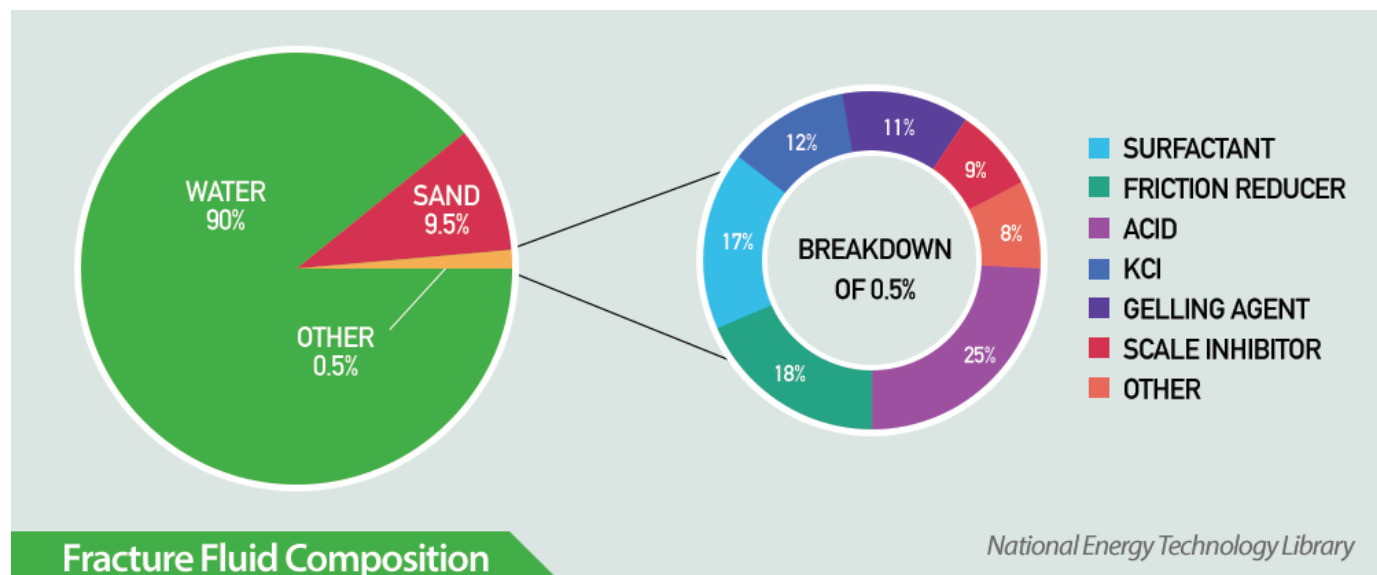 WATER
90%
SAND
9.5%
OTHER
0.5%
12%
11%
9%
8%
17%
18%
25%
BREAKDOWN
OF 0.5%
SURFACTANT
FRICTION REDUCER
ACID
KCI
GELLING AGENT
SCALE INHIBITOR
OTHER
Fracture Fluid Composition
National Energy Technology Library